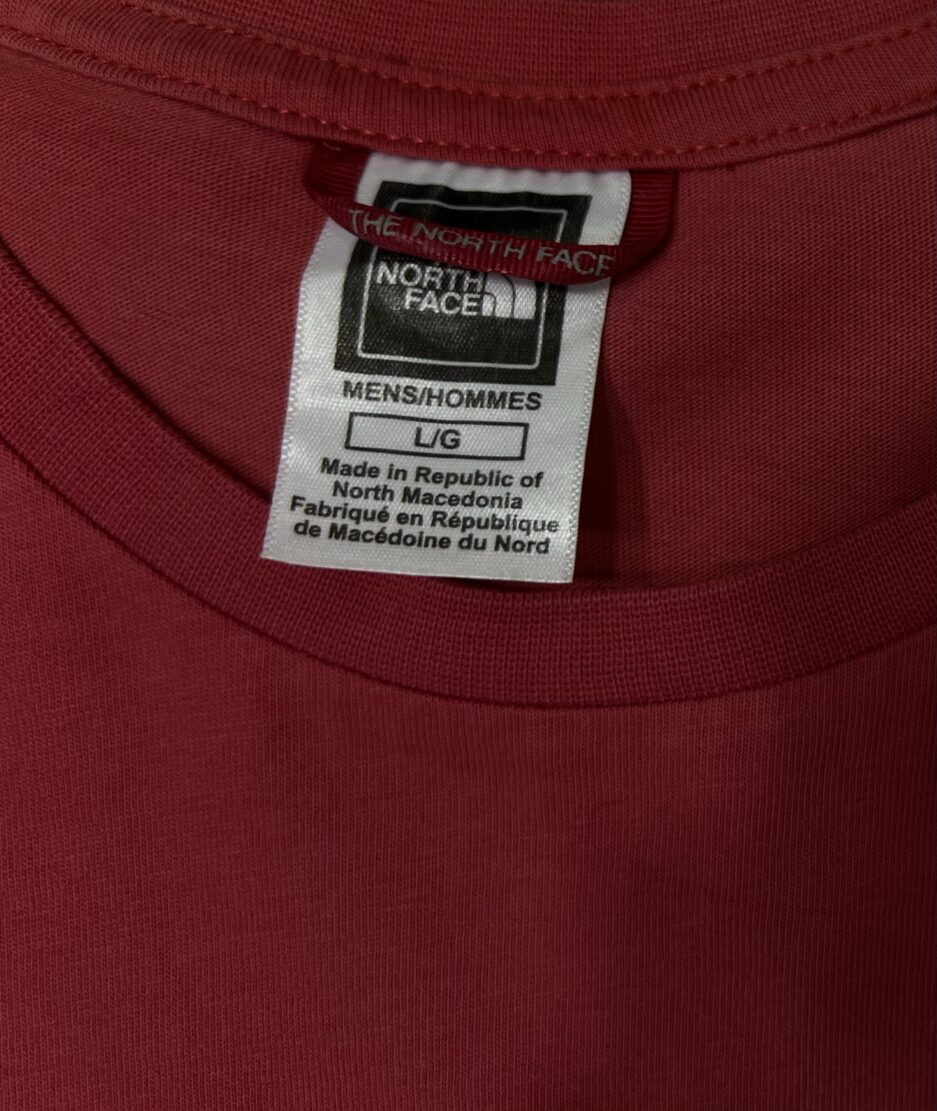 THE NORTH FACE
NORTH
FACE
MENS/HOMMES
L/G
Made in Republic of
North Macedonia
Fabriqué en République
de Macédoine du Nord